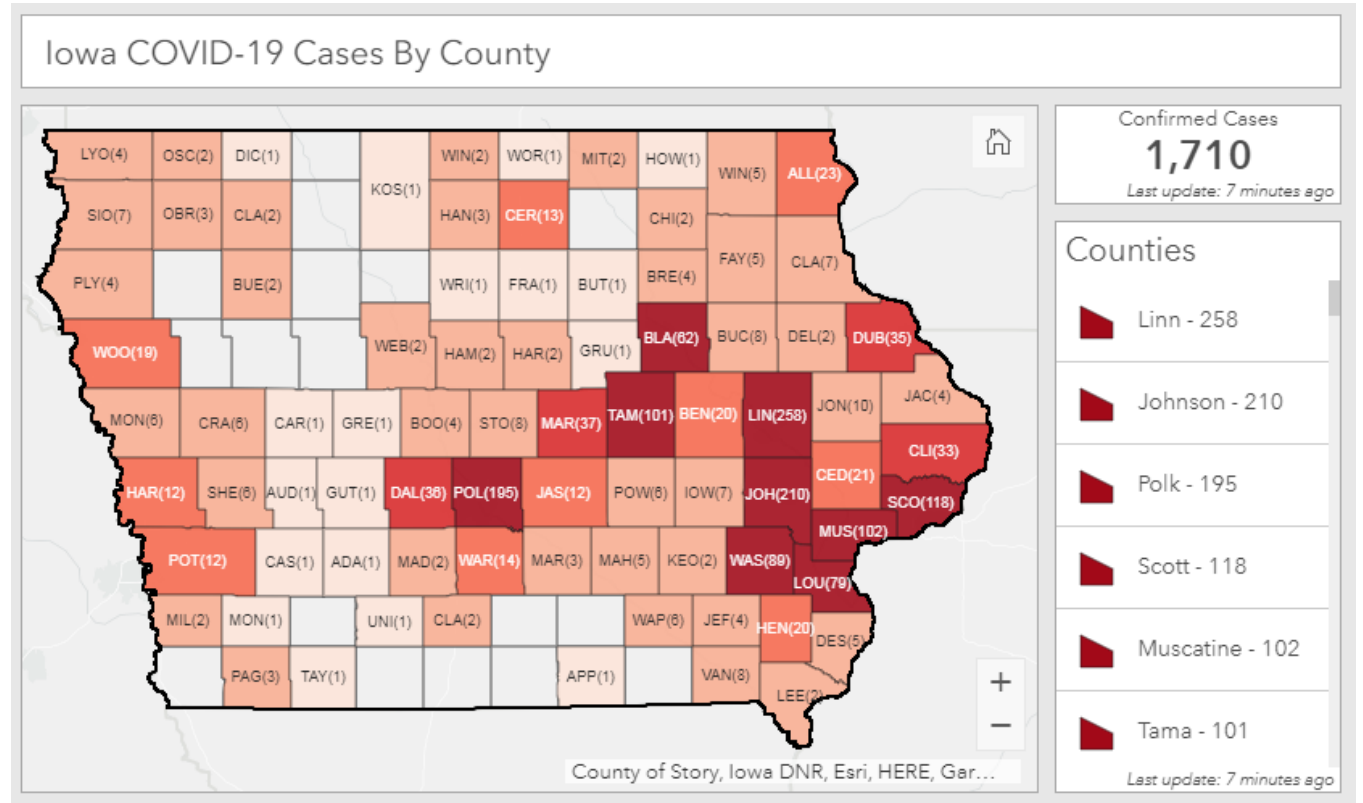 Iowa COVID-19 Cases By County
LYO(4) OSC(2) DIC(1) WIN(2) WOR(1) MIT(2) HOW(1)
WIN(5) ALL(23)
KOS(1)
SIO(7) OBR(3) CLA(2) HAN(3) CER(13) CHI(2)
FAY(5) CLA(7)
PLY(4) BUE(2) WRI(1) FRA(1) BUT(1) BRE(4)
WOO(19) WEB(2) HAM(2) HAR(2) GRU(1) BLA(62) BUC(8) DEL(2) DUB(35)
MON(6) CRA(6) CAR(1) GRE(1) BOO(4) STO(8) MAR(37) TAM(101) BEN(20) LIN(258) JON(10) JAC(4)
CLI(33)
HAR(12) SHE(6) AUD(1) GUT(1) DAL(36) POL(195) JAS(12) POW(6) IOW(7) JOH(210) CED(21) SCO(118)
MUS(102)
POT(12) CAS(1) ADA(1) MAD(2) WAR(14) MAR(3) MAH(5) KEO(2) WAS(89) LOU(79)
MIL(2) MON(1) UNI(1) CLA(2) WAP(6) JEF(4) HEN(20) DES(5)
PAG(3) TAY(1) APP(1) VAN(8) LEE(2)
+
−
County of Story, Iowa DNR, Esri, HERE, Gar…
Confirmed Cases
1,710
Last update: 7 minutes ago
Counties
Linn - 258
Johnson - 210
Polk - 195
Scott - 118
Muscatine - 102
Tama - 101
Last update: 7 minutes ago